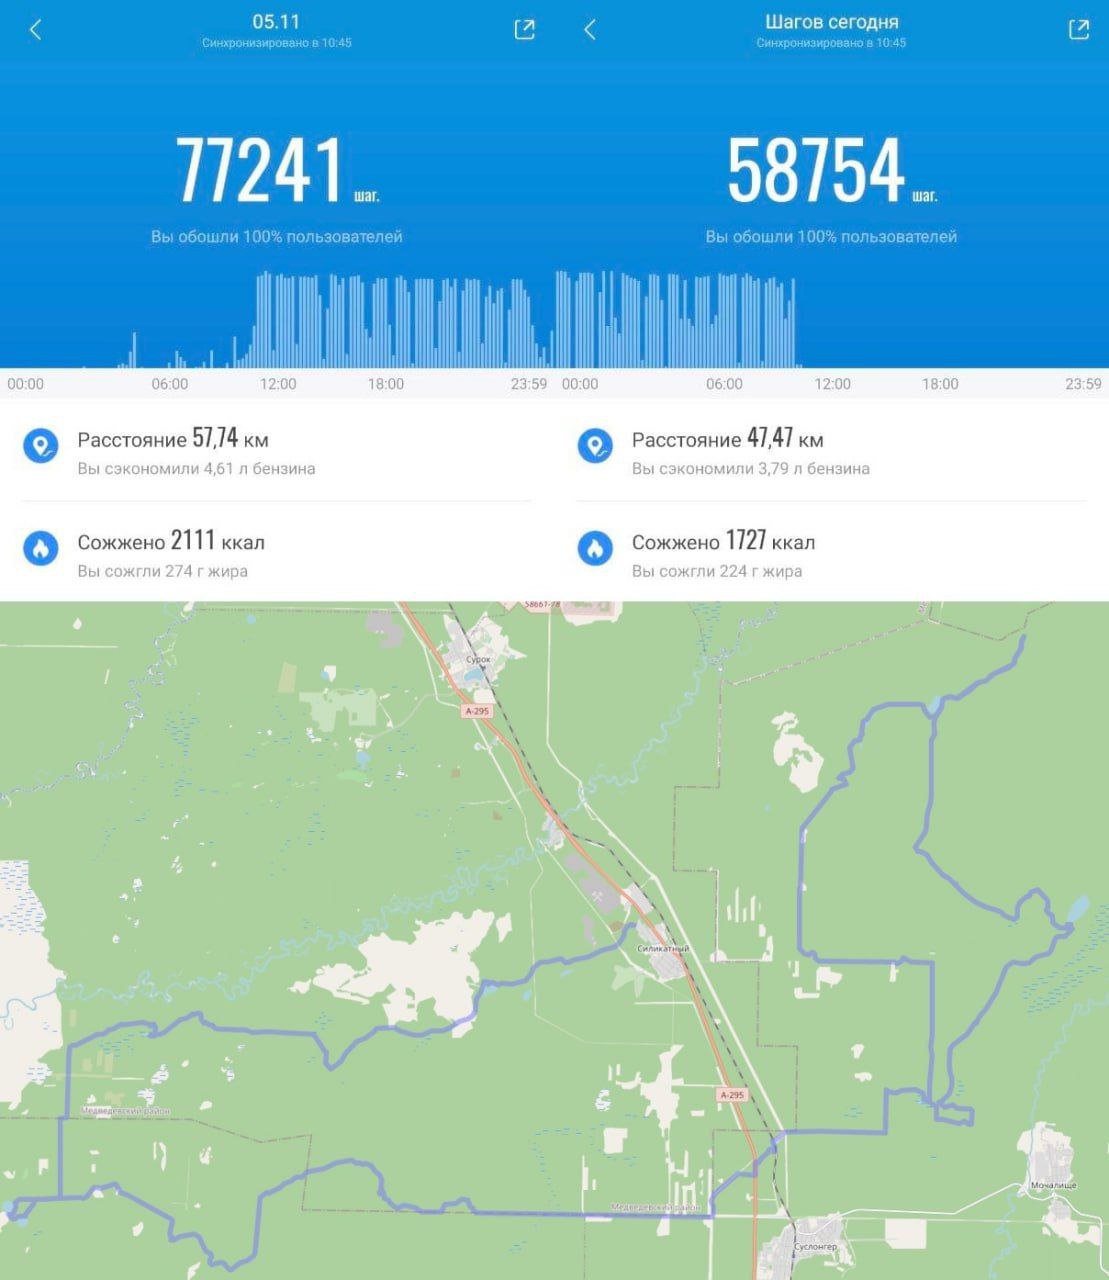 05.11
Синхронизировано в 10:45
77241 шаг.
Вы обошли 100% пользователей
00:00 06:00 12:00 18:00 23:59
Расстояние 57,74 км
Вы сэкономили 4,61 л бензина
Сожжено 2111 ккал
Вы сожгли 274 г жира
Шагов сегодня
Синхронизировано в 10:45
58754 шаг.
Вы обошли 100% пользователей
00:00 06:00 12:00 18:00 23:59
Расстояние 47,47 км
Вы сэкономили 3,79 л бензина
Сожжено 1727 ккал
Вы сожгли 224 г жира
58661-78
Сурок
А-295
Силикатный
А-295
Медведевский район
Мочалище
Медведевский район
Суслонгер